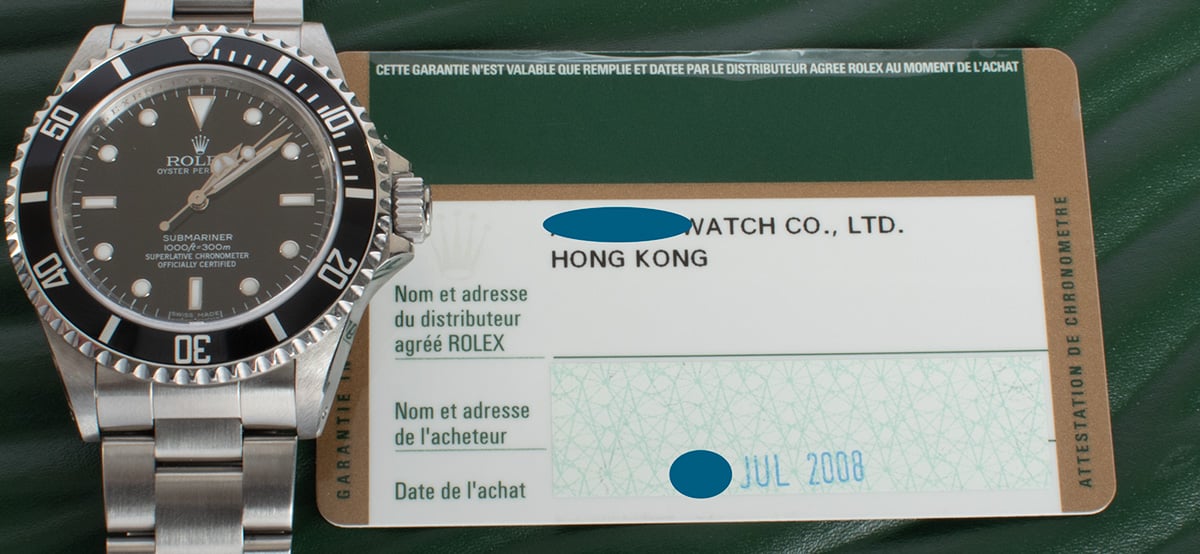 50
10
40
20
30
ROLEX
OYSTER
SUBMARINER
1000ft=300m
SUPERLATIVE CHRONOMETER
OFFICIALLY CERTIFIED
SWISS MADE
CETTE GARANTIE N'EST VALABLE QUE REMPLIE ET DATEE PAR LE DISTRIBUTEUR AGREE ROLEX AU MOMENT DE L'ACHAT
WATCH CO., LTD.
HONG KONG
Nom et adresse
du distributeur
agréé ROLEX
Nom et adresse
de l'acheteur
Date de l'achat
JUL 2008
GARANTIE
ATTESTATION DE CHRONOMETRE